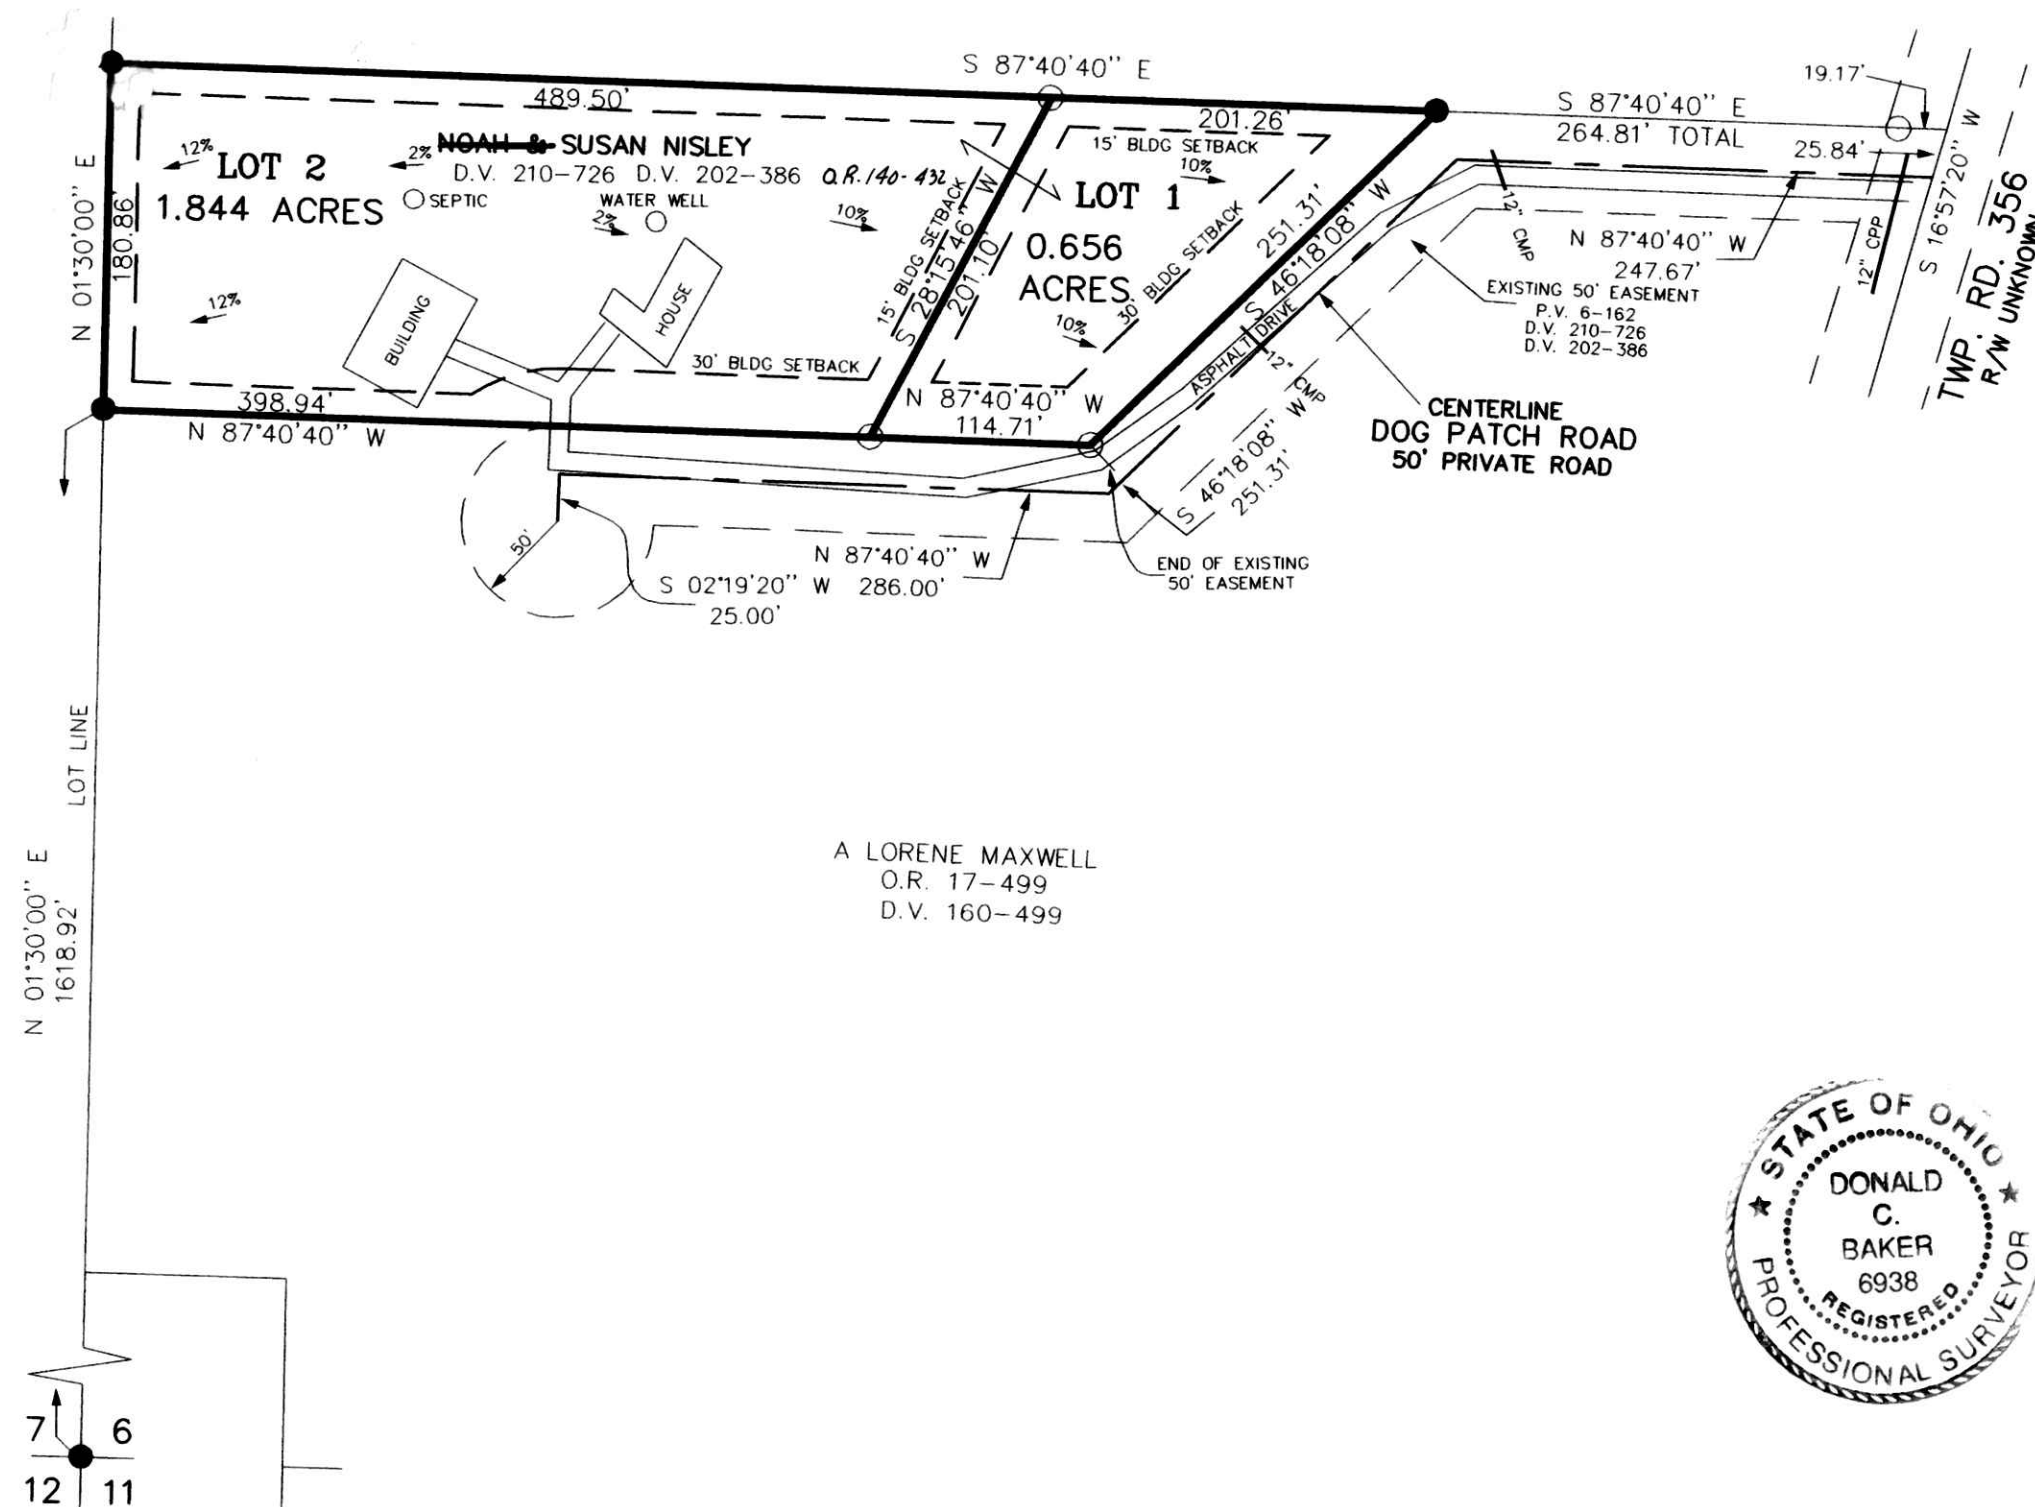 S 87°40'40" E
489.50'
201.26'
S 87°40'40" E
264.81' TOTAL
19.17'
25.84'
S 16°57'20" W
TWP. RD. 356
R/W UNKNOWN
12" CPP
N 01°30'00" E
180.86'
12%
LOT 2
1.844 ACRES
2%
NOAH & SUSAN NISLEY
D.V. 210-726 D.V. 202-386 O.R. 140-432
SEPTIC
WATER WELL
2%
10%
12%
BUILDING
HOUSE
30' BLDG SETBACK
15' BLDG SETBACK
S 28°15'46" W
201.10'
15' BLDG SETBACK
10%
LOT 1
0.656
ACRES
30' BLDG SETBACK
10%
251.31'
S 46°18'08" W
N 87°40'40" W
114.71'
398.94'
N 87°40'40" W
ASPHALT DRIVE
12" CMP
12" CMP
N 87°40'40" W
247.67'
EXISTING 50' EASEMENT
P.V. 6-162
D.V. 210-726
D.V. 202-386
CENTERLINE
DOG PATCH ROAD
50' PRIVATE ROAD
S 46°18'08" W
251.31'
END OF EXISTING
50' EASEMENT
N 87°40'40" W
286.00'
S 02°19'20" W
25.00'
50'
LOT LINE
N 01°30'00" E
1618.92'
A LORENE MAXWELL
O.R. 17-499
D.V. 160-499
STATE OF OHIO
DONALD
C.
BAKER
6938
REGISTERED
PROFESSIONAL SURVEYOR
7 6
12 11